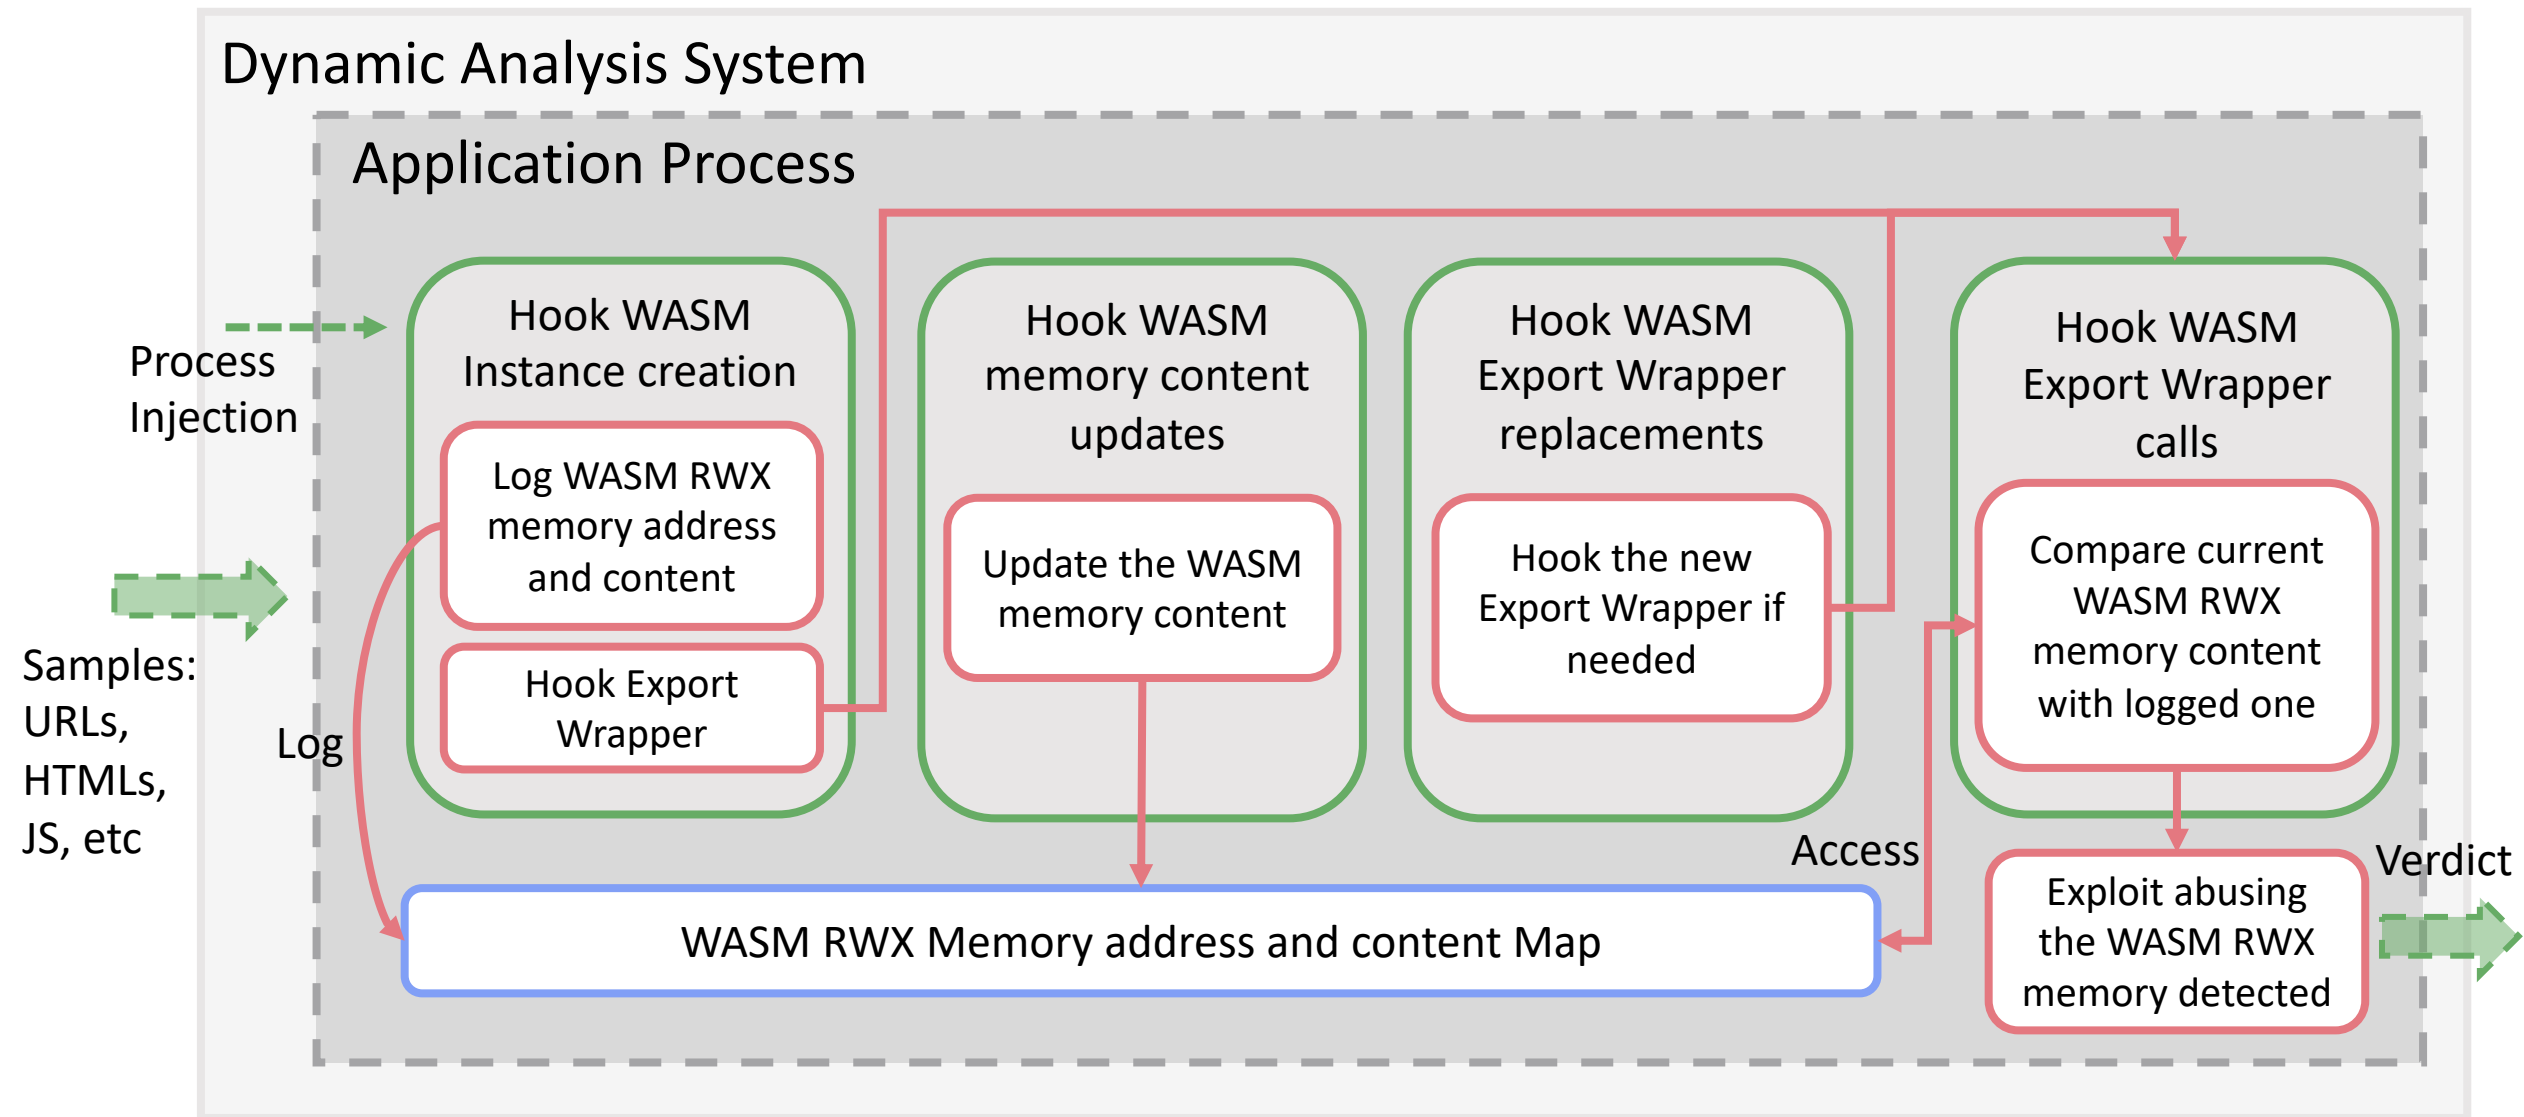 Dynamic Analysis System
Application Process
Process
Injection
Samples:
URLs,
HTMLs,
JS, etc
Hook WASM
Instance creation
Log WASM RWX
memory address
and content
Hook Export
Wrapper
Log
Hook WASM
memory content
updates
Update the WASM
memory content
Hook WASM
Export Wrapper
replacements
Hook the new
Export Wrapper if
needed
Hook WASM
Export Wrapper
calls
Compare current
WASM RWX
memory content
with logged one
Access
WASM RWX Memory address and content Map
Exploit abusing
the WASM RWX
memory detected
Verdict